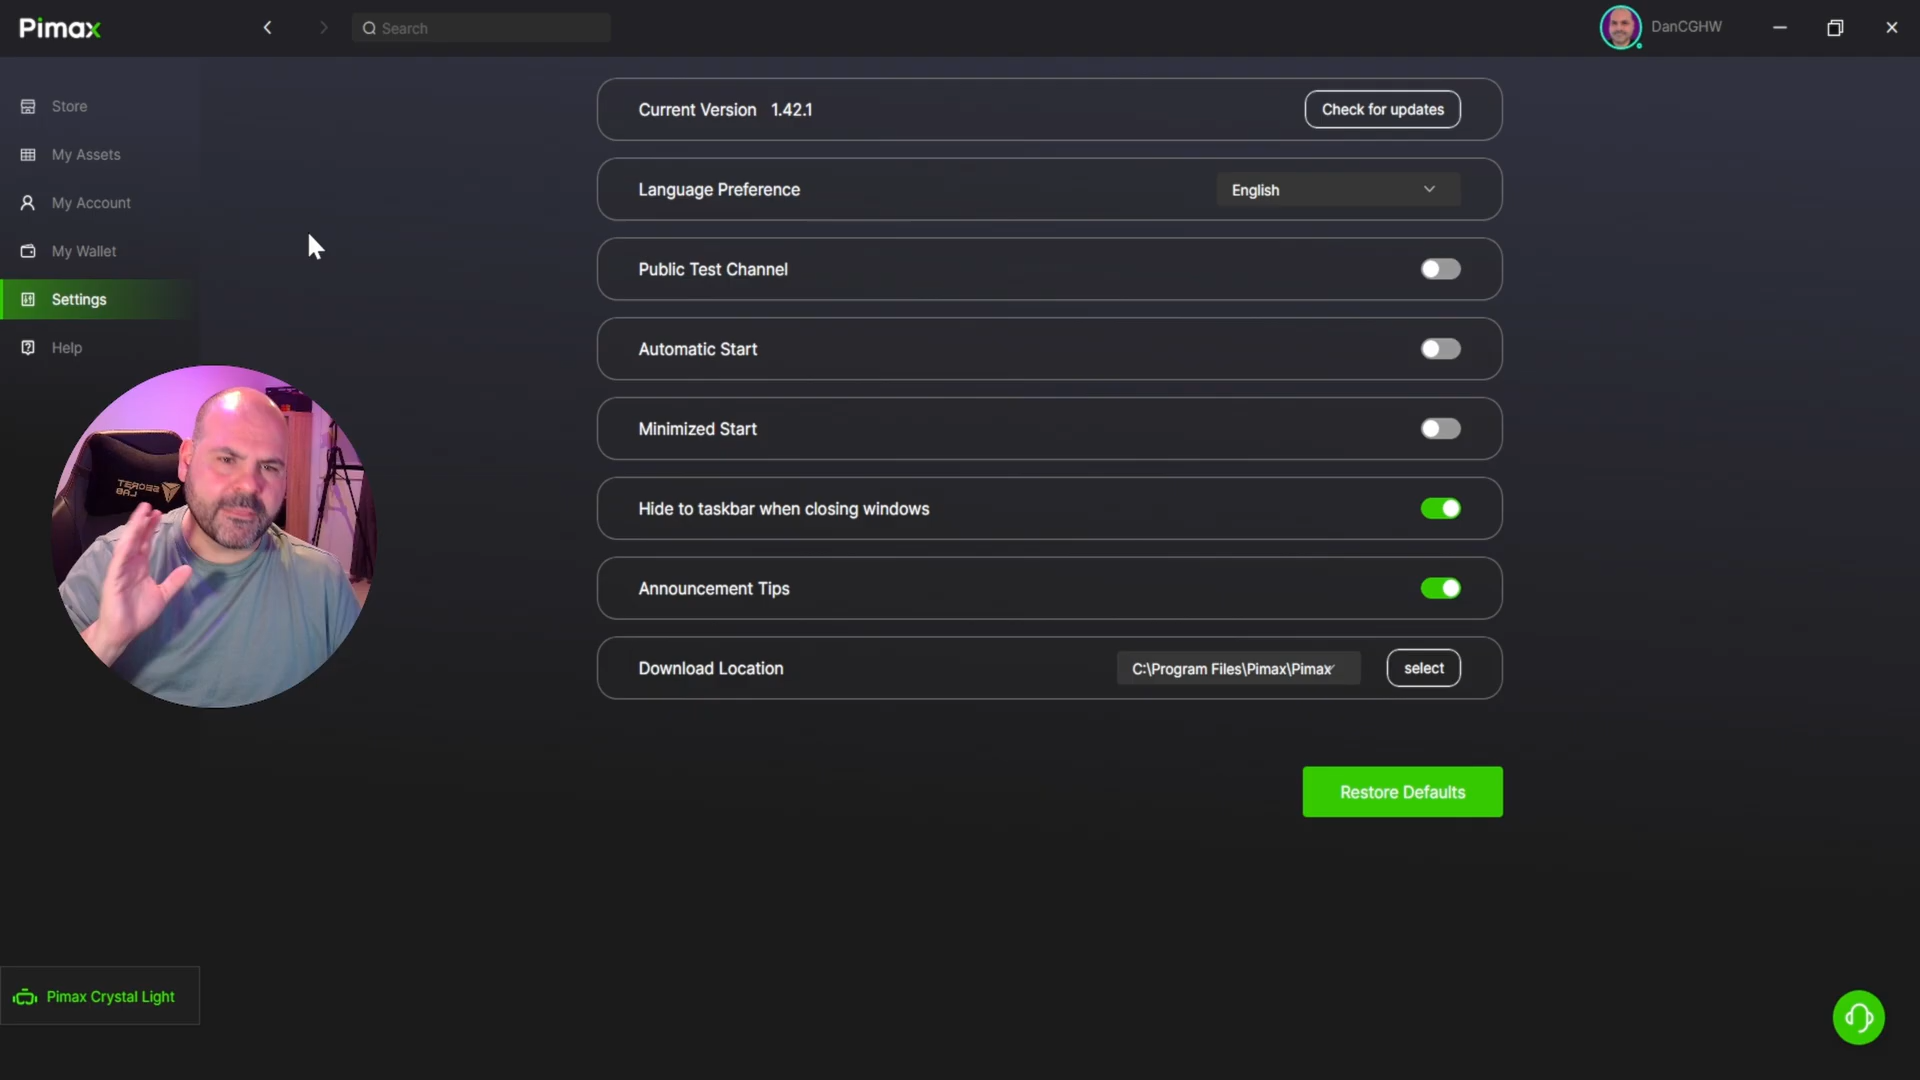 Pimax
Search
DanCGHW
Store
My Assets
My Account
My Wallet
Settings
Help
Current Version 1.42.1
Check for updates
Language Preference
English
Public Test Channel
Automatic Start
Minimized Start
Hide to taskbar when closing windows
Announcement Tips
Download Location
C:\Program Files\Pimax\Pimax
select
Restore Defaults
SECRET
LAB
Pimax Crystal Light